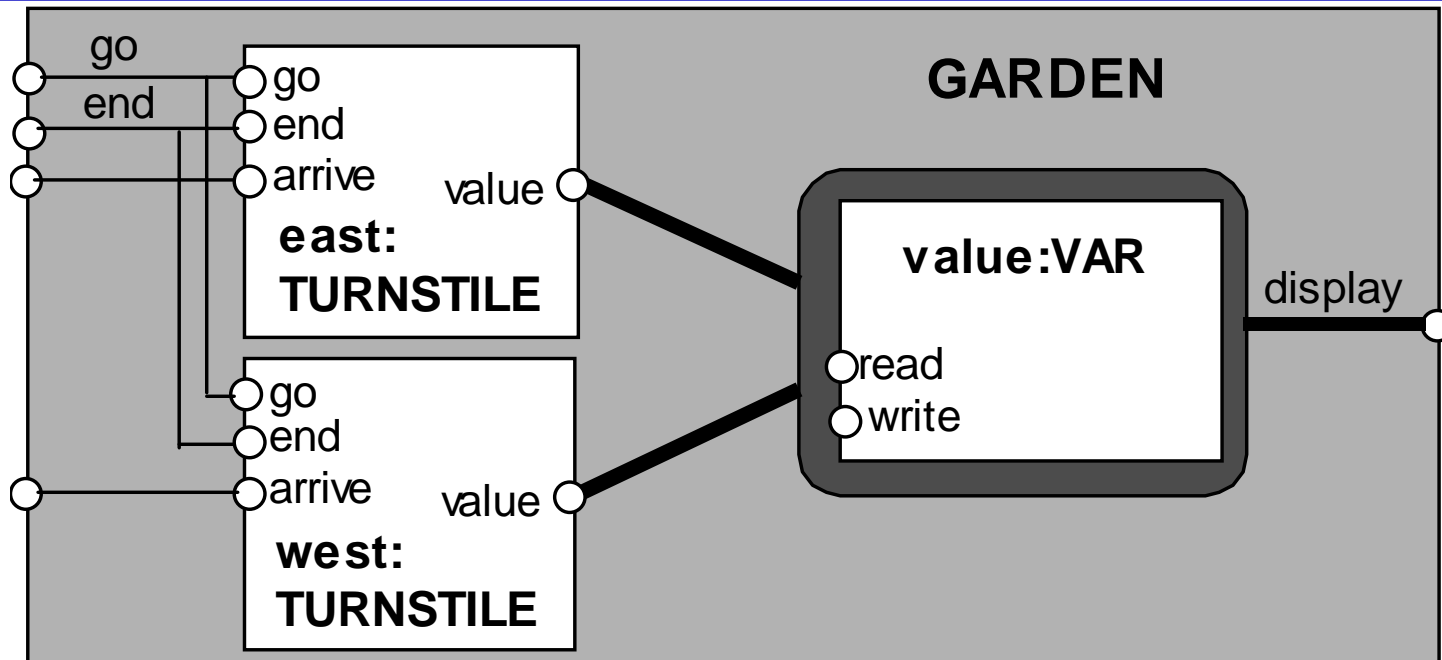 go
end
go
end
arrive
value
east:
TURNSTILE
go
end
arrive
value
west:
TURNSTILE
GARDEN
value:VAR
read
write
display